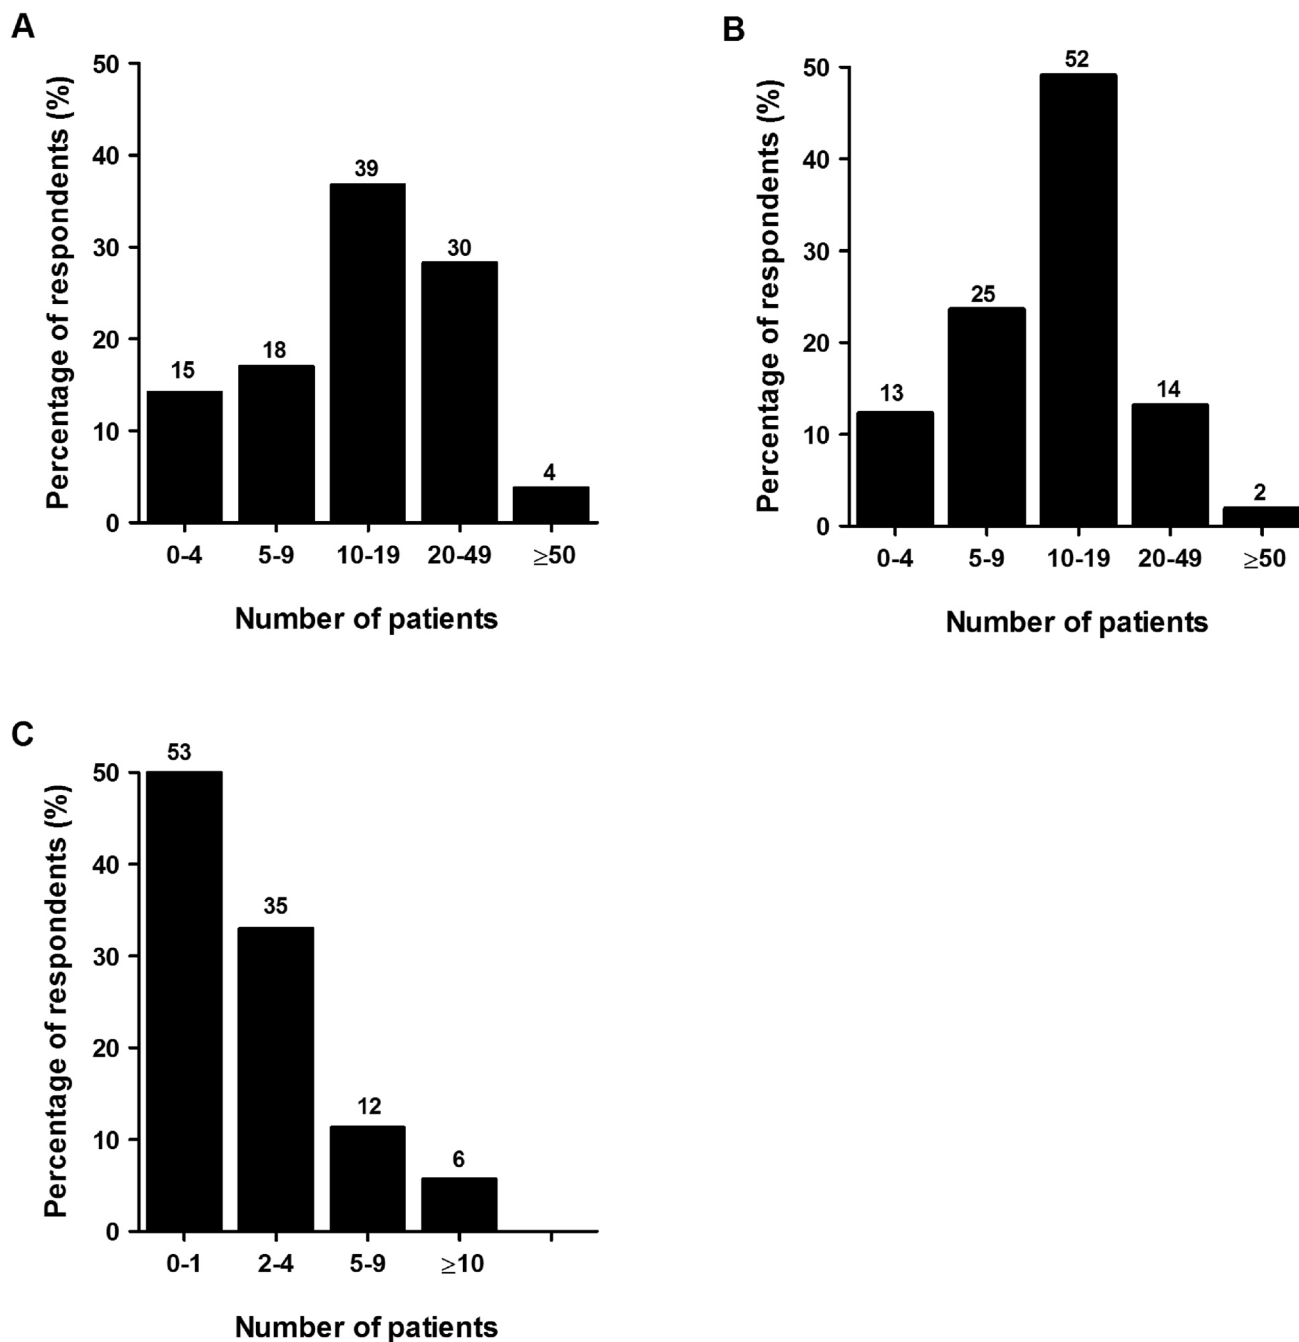 A
Percentage of respondents (%)
50
40
30
20
10
0
15
18
39
30
4
0-4 5-9 10-19 20-49 ≥50
Number of patients
B
Percentage of respondents (%)
50
40
30
20
10
0
13
25
52
14
2
0-4 5-9 10-19 20-49 ≥50
Number of patients
C
Percentage of respondents (%)
50
40
30
20
10
0
53
35
12
6
0-1 2-4 5-9 ≥10
Number of patients